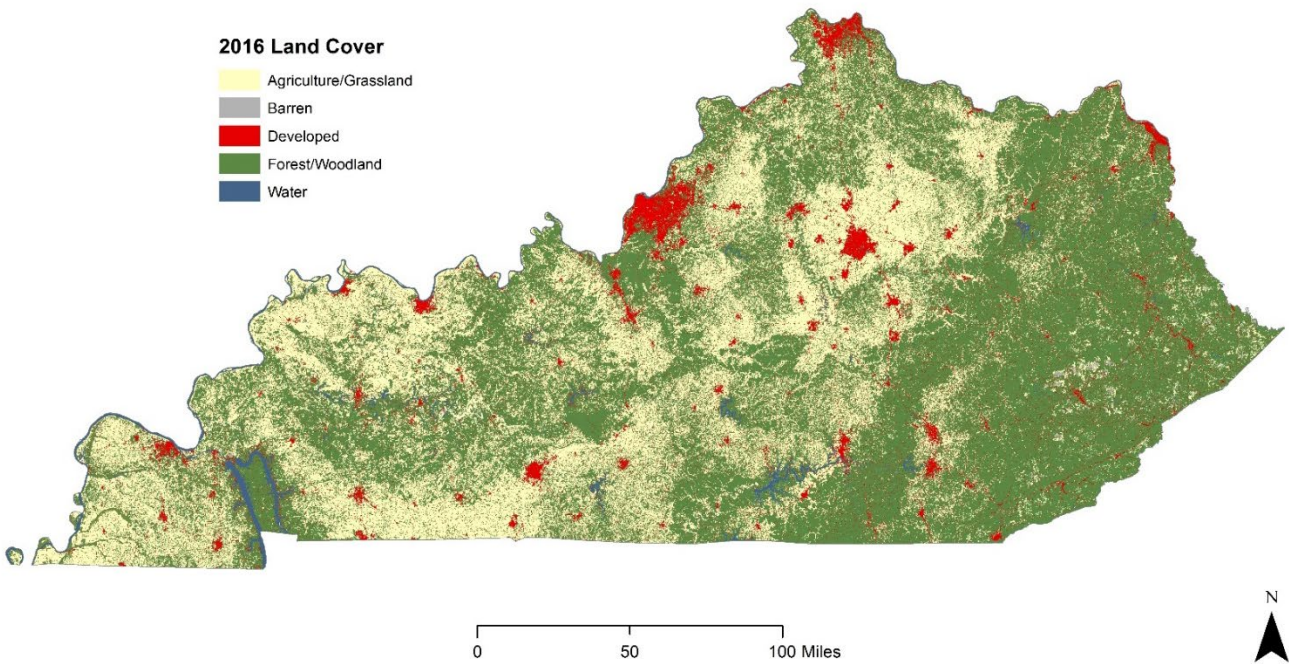 2016 Land Cover
Agriculture/Grassland
Barren
Developed
Forest/Woodland
Water
N
0 50 100 Miles